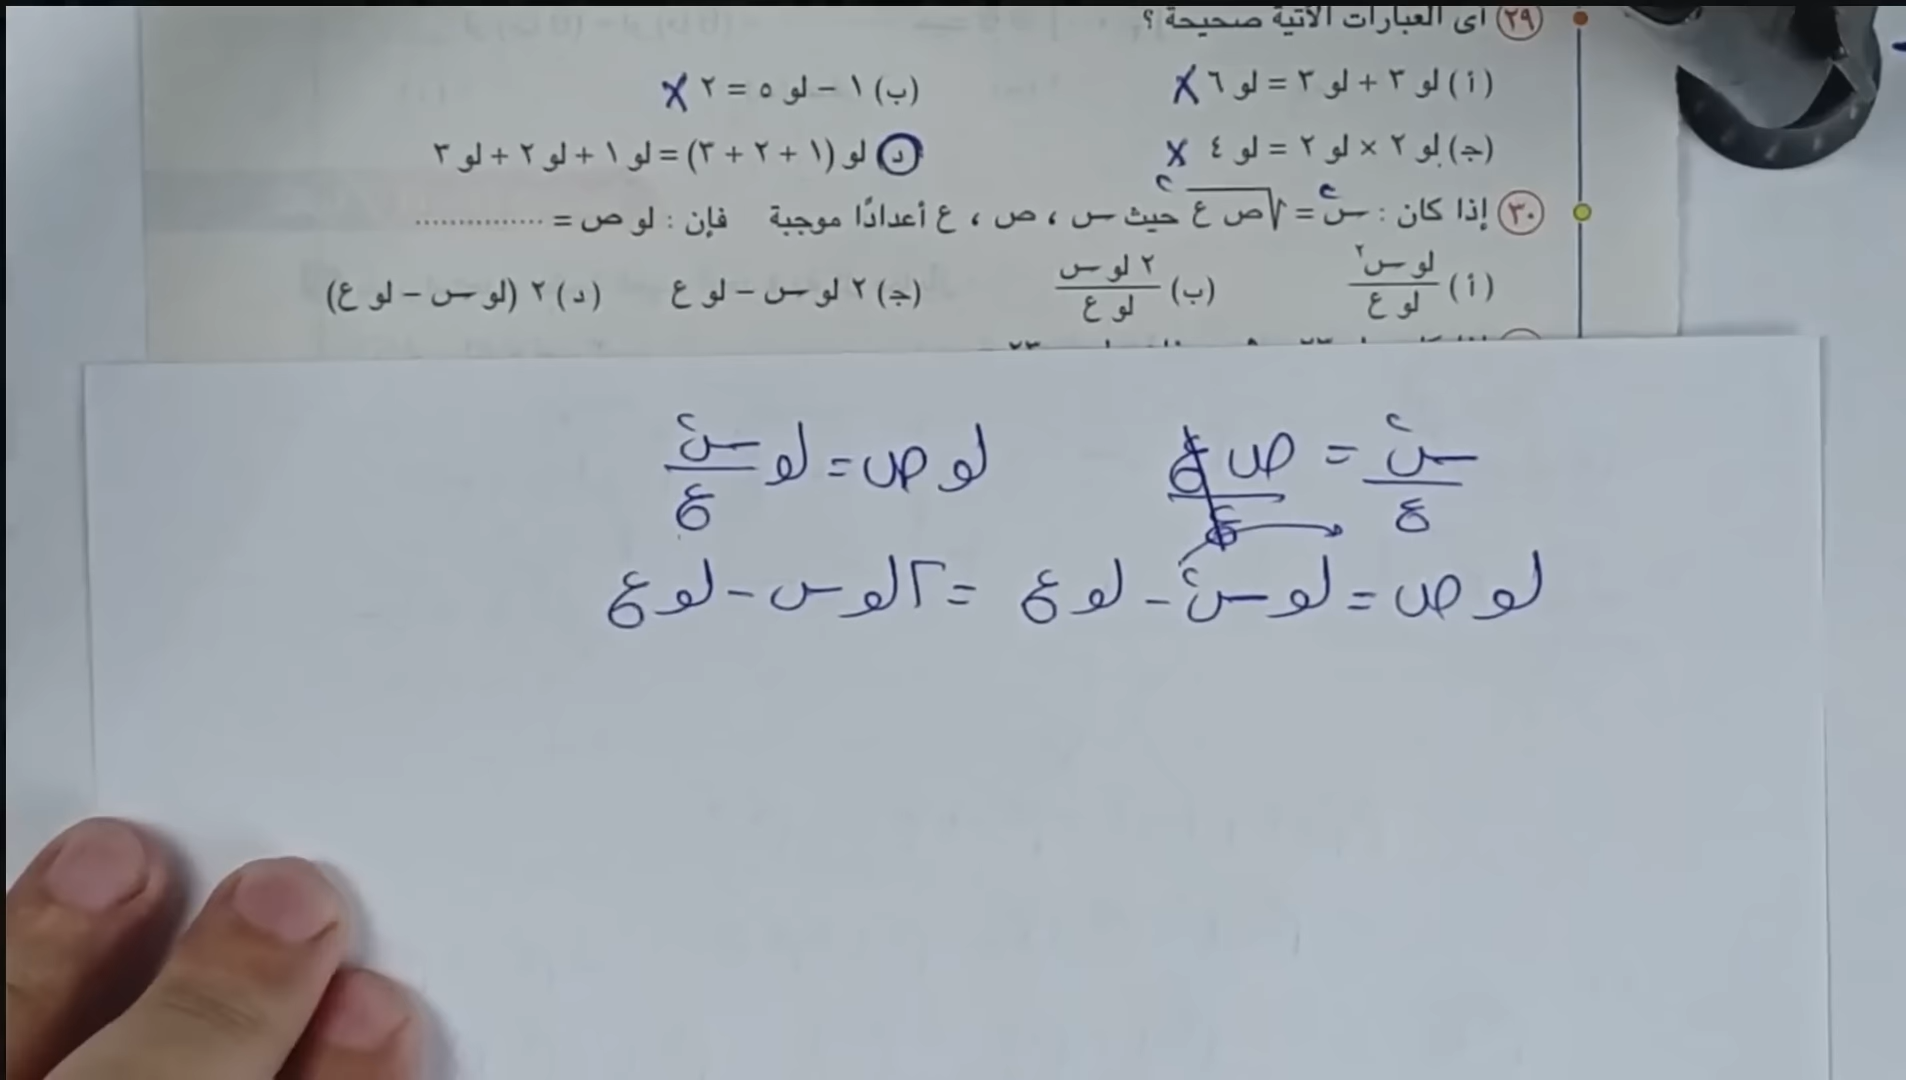 ٢٩ أى العبارات الآتية صحيحة ؟
(أ) لو ٣ + لو ٣ = لو ٦ X
(ب) ١ − لو ٥ = ٢ X
(ج) لو ٢ × لو ٢ = لو ٤ X
(د) لو (١ + ٢ + ٣) = لو ١ + لو ٢ + لو ٣
٣٠ إذا كان : س٢ = √ص ع ٢ حيث س ، ص ، ع أعدادًا موجبة فإن : لو ص = ...............
(أ) لو س٢ / لو ع
(ب) ٢ لو س / لو ع
(ج) ٢ لو س − لو ع
(د) ٢ (لو س − لو ع)
س٢ / ع = ص ع / ع
لو ص = لو س٢ / ع
لو ص = لو س٢ - لو ع = ٢ لو س - لو ع